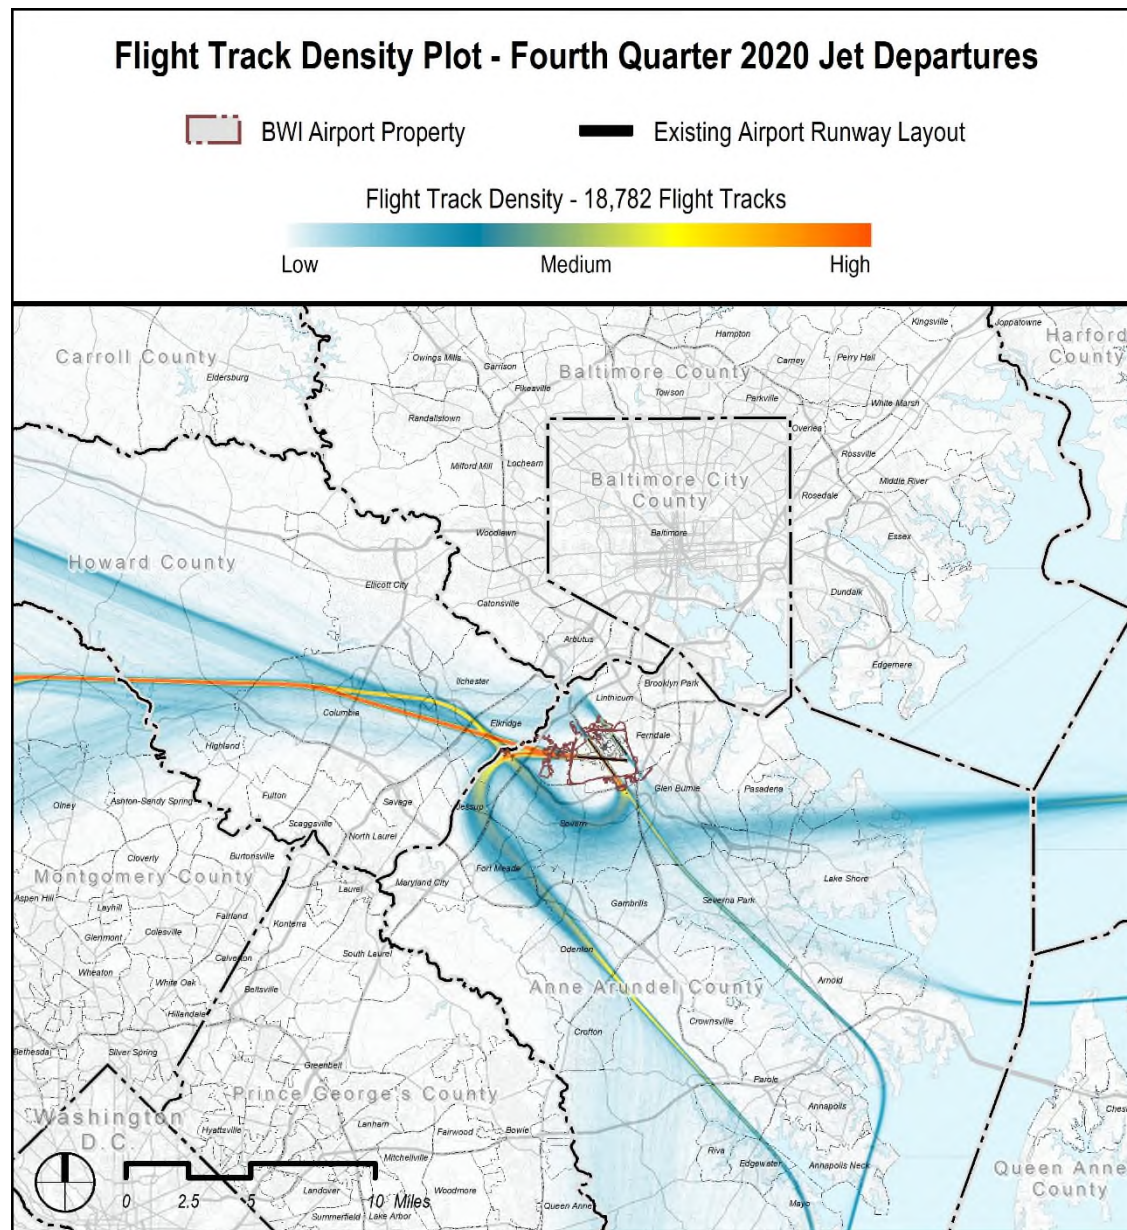 Flight Track Density Plot - Fourth Quarter 2020 Jet Departures
BWI Airport Property
Existing Airport Runway Layout
Flight Track Density - 18,782 Flight Tracks
Low
Medium
High
Kingsville
Joppatowne
Hampton
Harford
County
Carroll County
Owings Mills
Garrison
Carney
Perry Hall
Eldersburg
Baltimore County
Pikesville
Towson
Parkville
White Marsh
Randallstown
Overlea
Rossville
Milford Mill
Lochearn
Baltimore City
County
Middle River
Rosedale
Woodlawn
Baltimore
Essex
Howard County
Ellicott City
Catonsville
Dundalk
Arbutus
Edgemere
Ilchester
Brooklyn Park
Linthicum
Columbia
Elkridge
Ferndale
Highland
Glen Burnie
Pasadena
Olney
Ashton-Sandy Spring
Fulton
Savage
Jessup
Scaggsville
North Laurel
Severn
Cloverly
Burtonsville
Montgomery County
Fort Meade
Lake Shore
Laurel
Maryland City
Aspen Hill
Layhill
Fairland
Konterra
Gambrills
Severna Park
Glenmont
Colesville
Calverton
South Laurel
Odenton
Wheaton
White Oak
Beltsville
Arnold
Anne Arundel County
Hillandale
Crownsville
Crofton
Bethesda
Silver Spring
Greenbelt
Parole
Prince George's County
Annapolis
Washington
D.C.
Hyattsville
Lanham
Fairwood
Bowie
Riva
Edgewater
Annapolis Neck
Mitchellville
Queen Anne
County
0
2.5
5
10 Miles
Landover
Woodmore
Queen Anne
Mayo
Summerfield
Lake Arbor